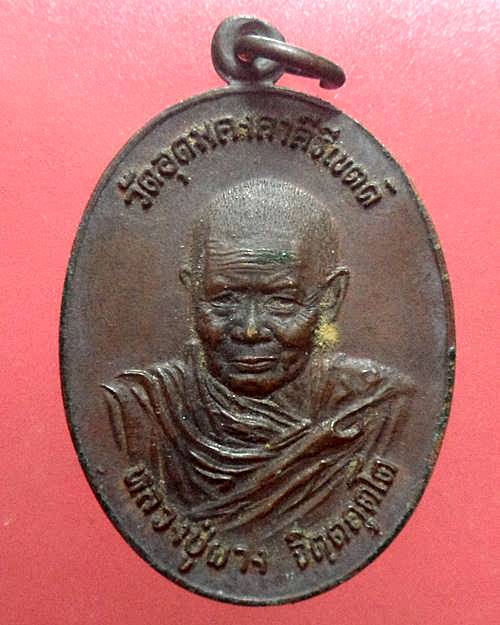 วัดอุดมคงคาคีรีเขตต์
หลวงปู่ผาง จิตฺตคุตฺโต